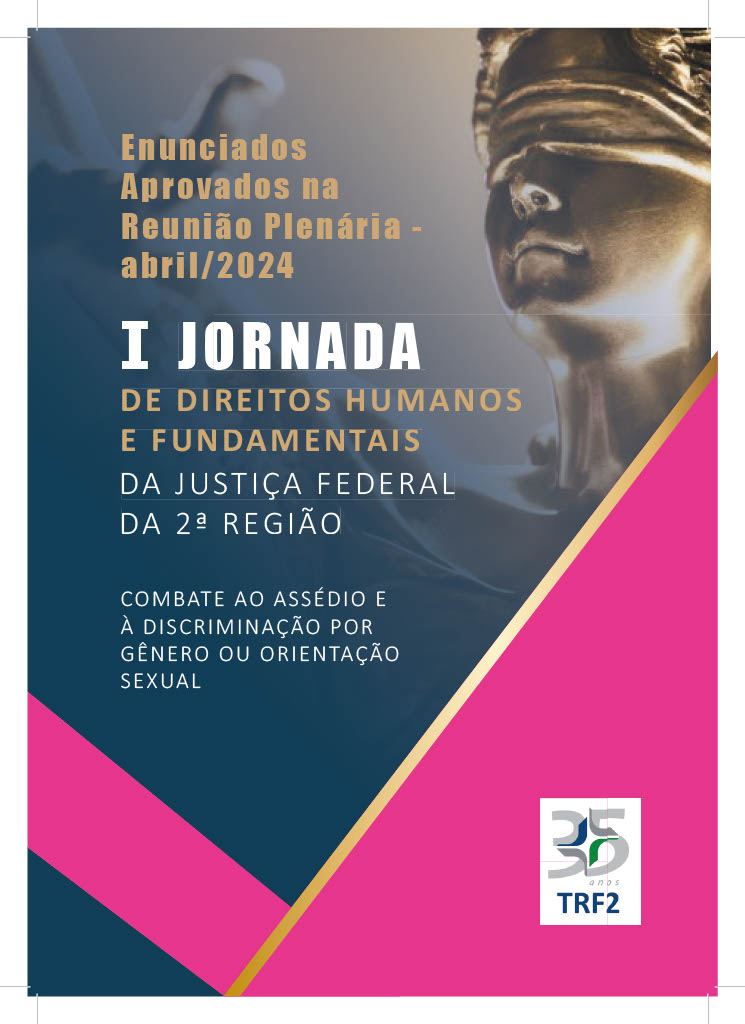 Enunciados
Aprovados na
Reunião Plenária -
abril/2024
I JORNADA
DE DIREITOS HUMANOS
E FUNDAMENTAIS
DA JUSTIÇA FEDERAL
DA 2ª REGIÃO
COMBATE AO ASSÉDIO E
À DISCRIMINAÇÃO POR
GÊNERO OU ORIENTAÇÃO
SEXUAL
35
anos
TRF2